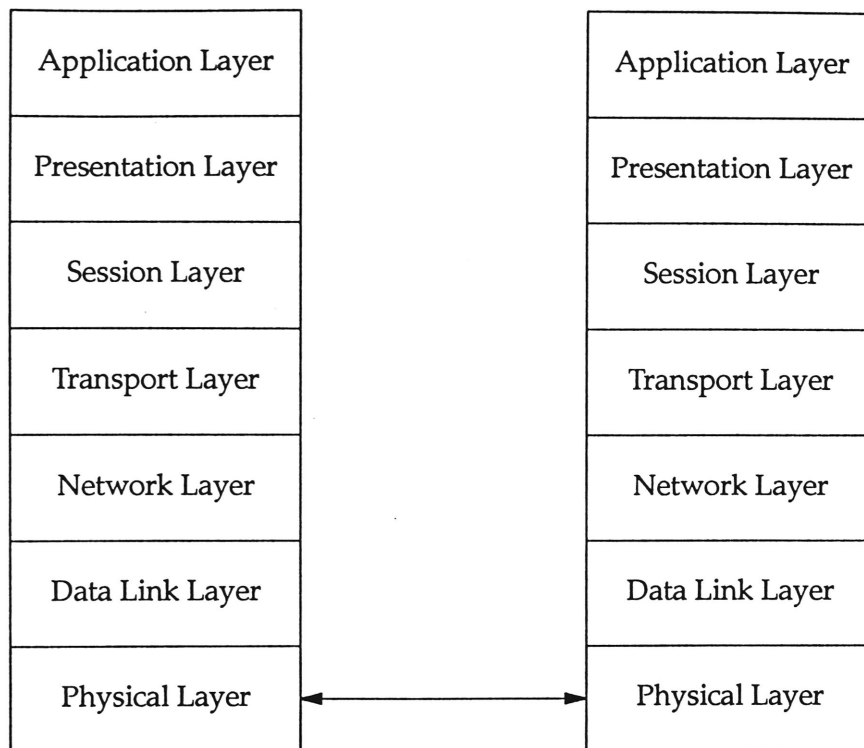 Application Layer
Presentation Layer
Session Layer
Transport Layer
Network Layer
Data Link Layer
Physical Layer
Application Layer
Presentation Layer
Session Layer
Transport Layer
Network Layer
Data Link Layer
Physical Layer